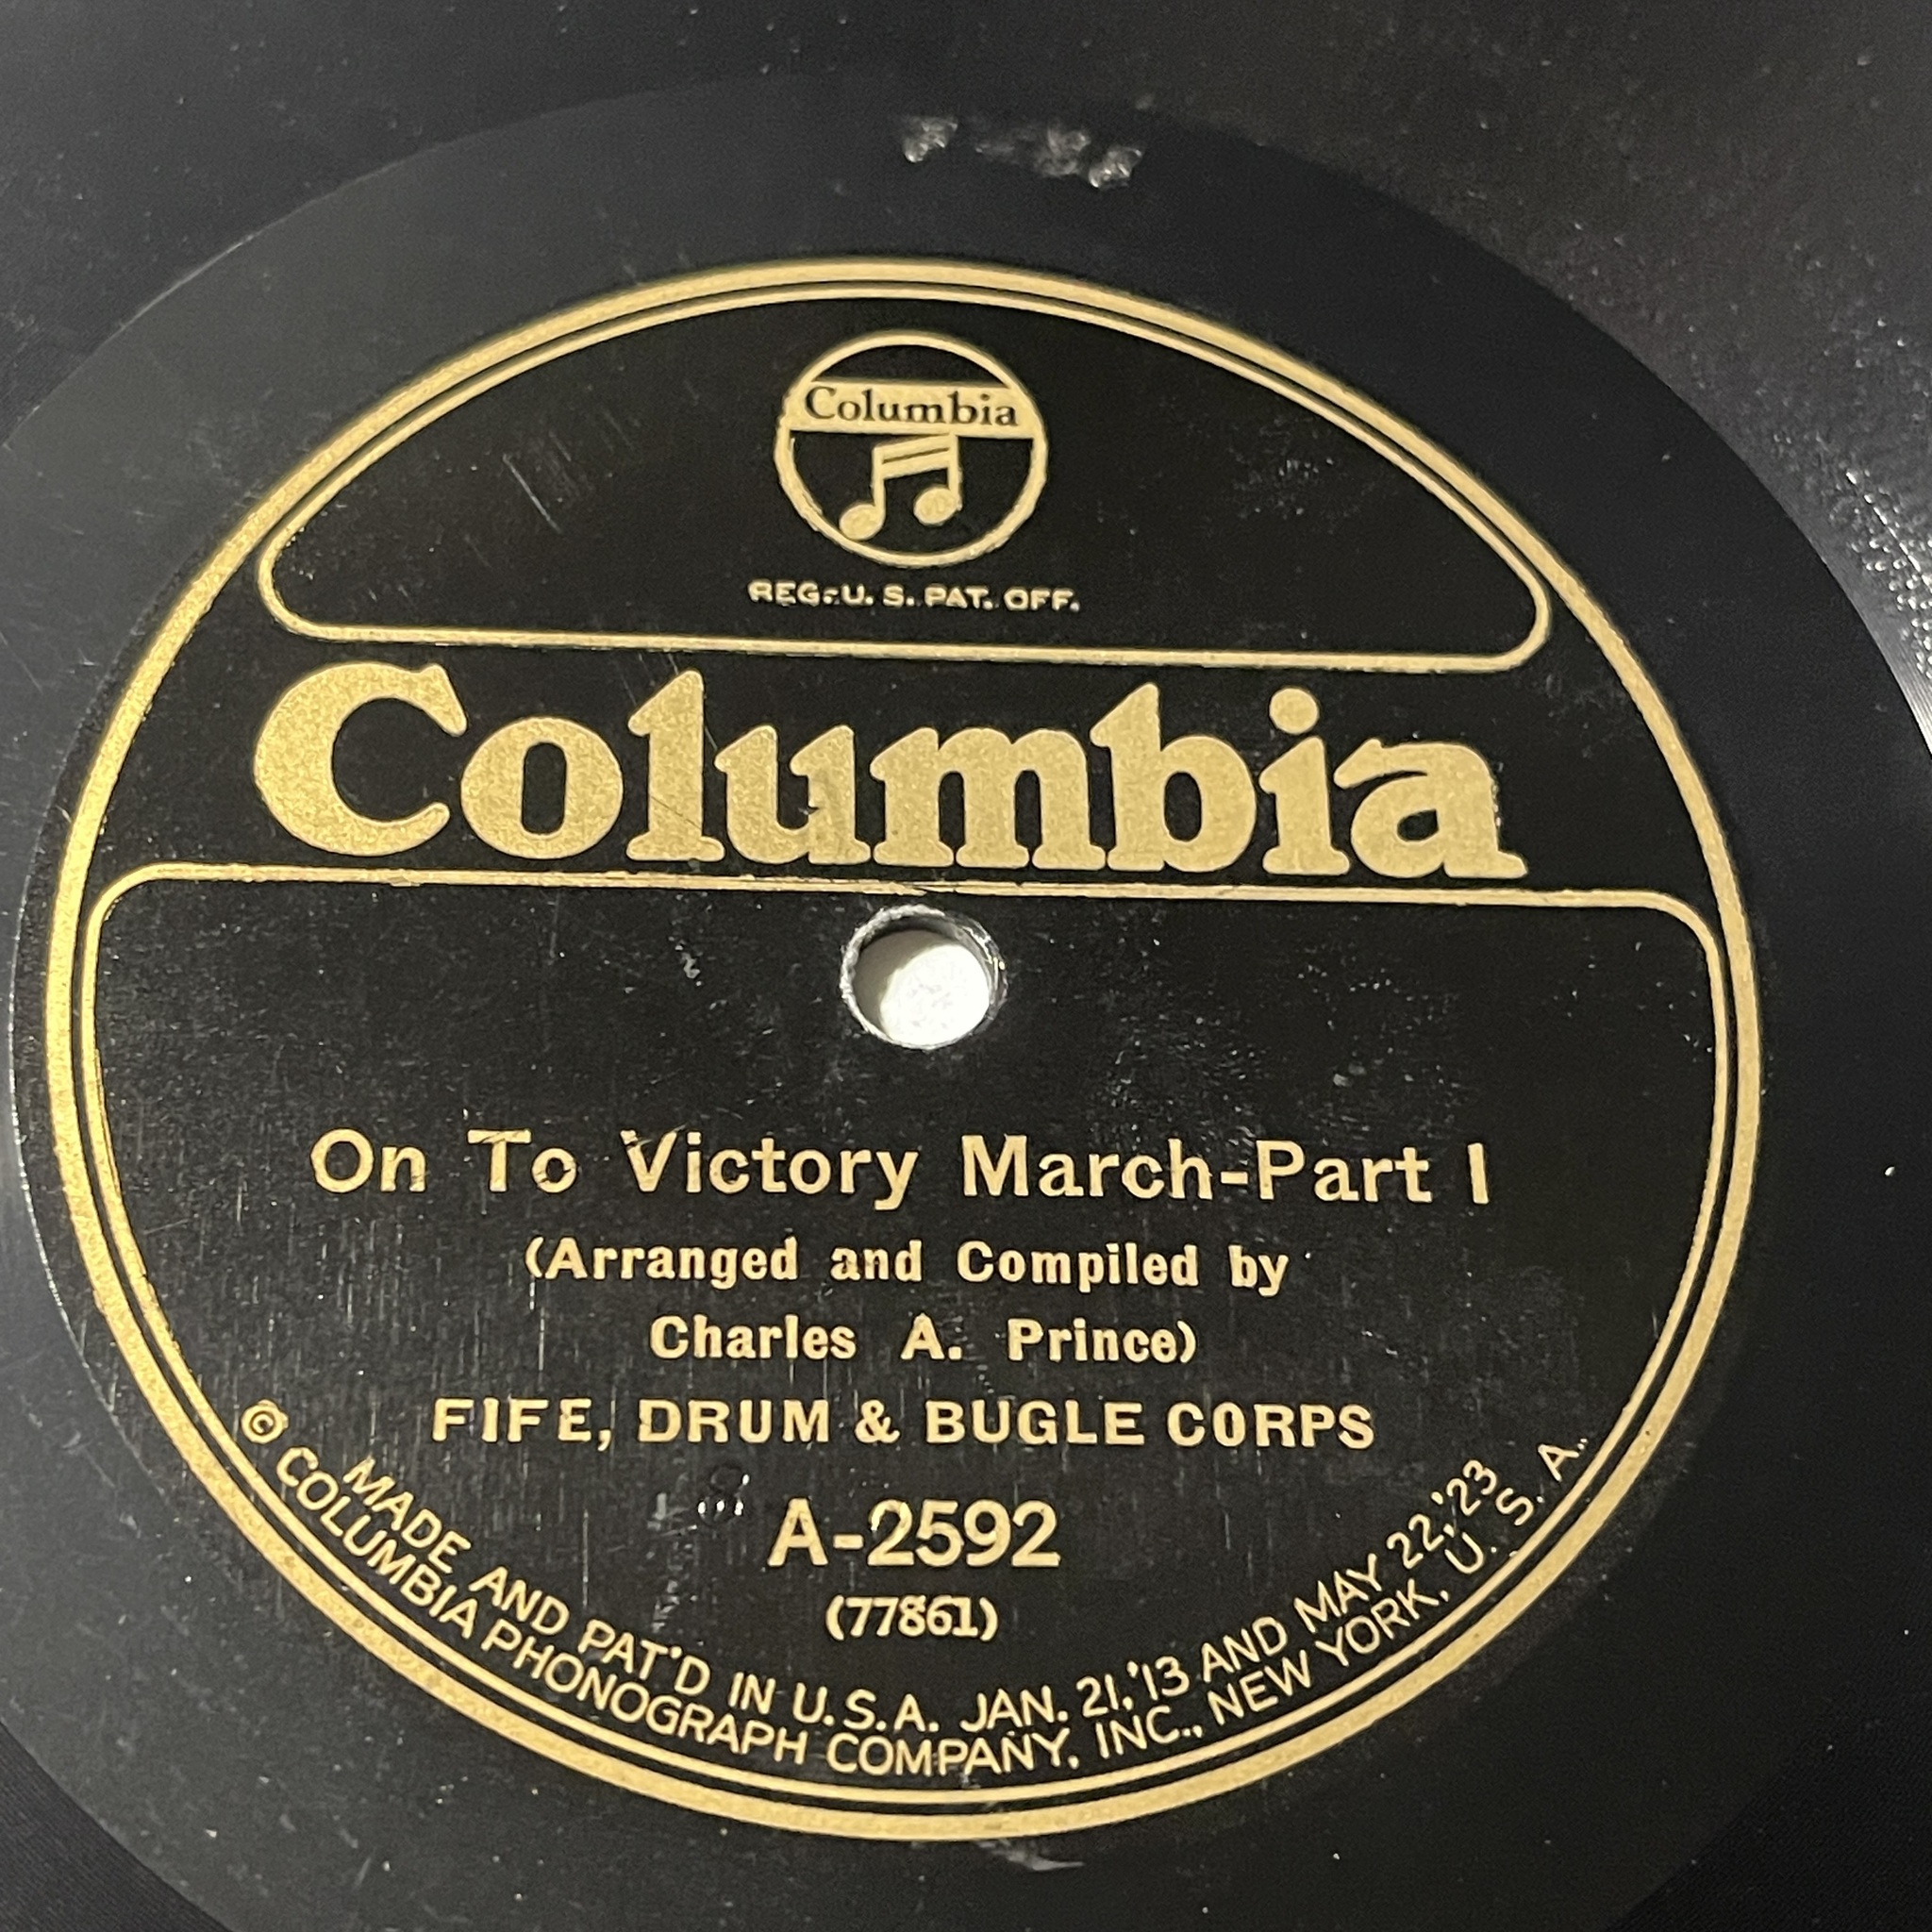 Columbia
REG. U. S. PAT. OFF.
Columbia
On To Victory March-Part I
(Arranged and Compiled by
Charles A. Prince)
FIFE, DRUM & BUGLE CORPS
A-2592
(77861)
MADE AND PAT'D IN U.S.A. JAN. 21,'13 AND MAY 22,'23
© COLUMBIA PHONOGRAPH COMPANY, INC., NEW YORK, U. S. A.